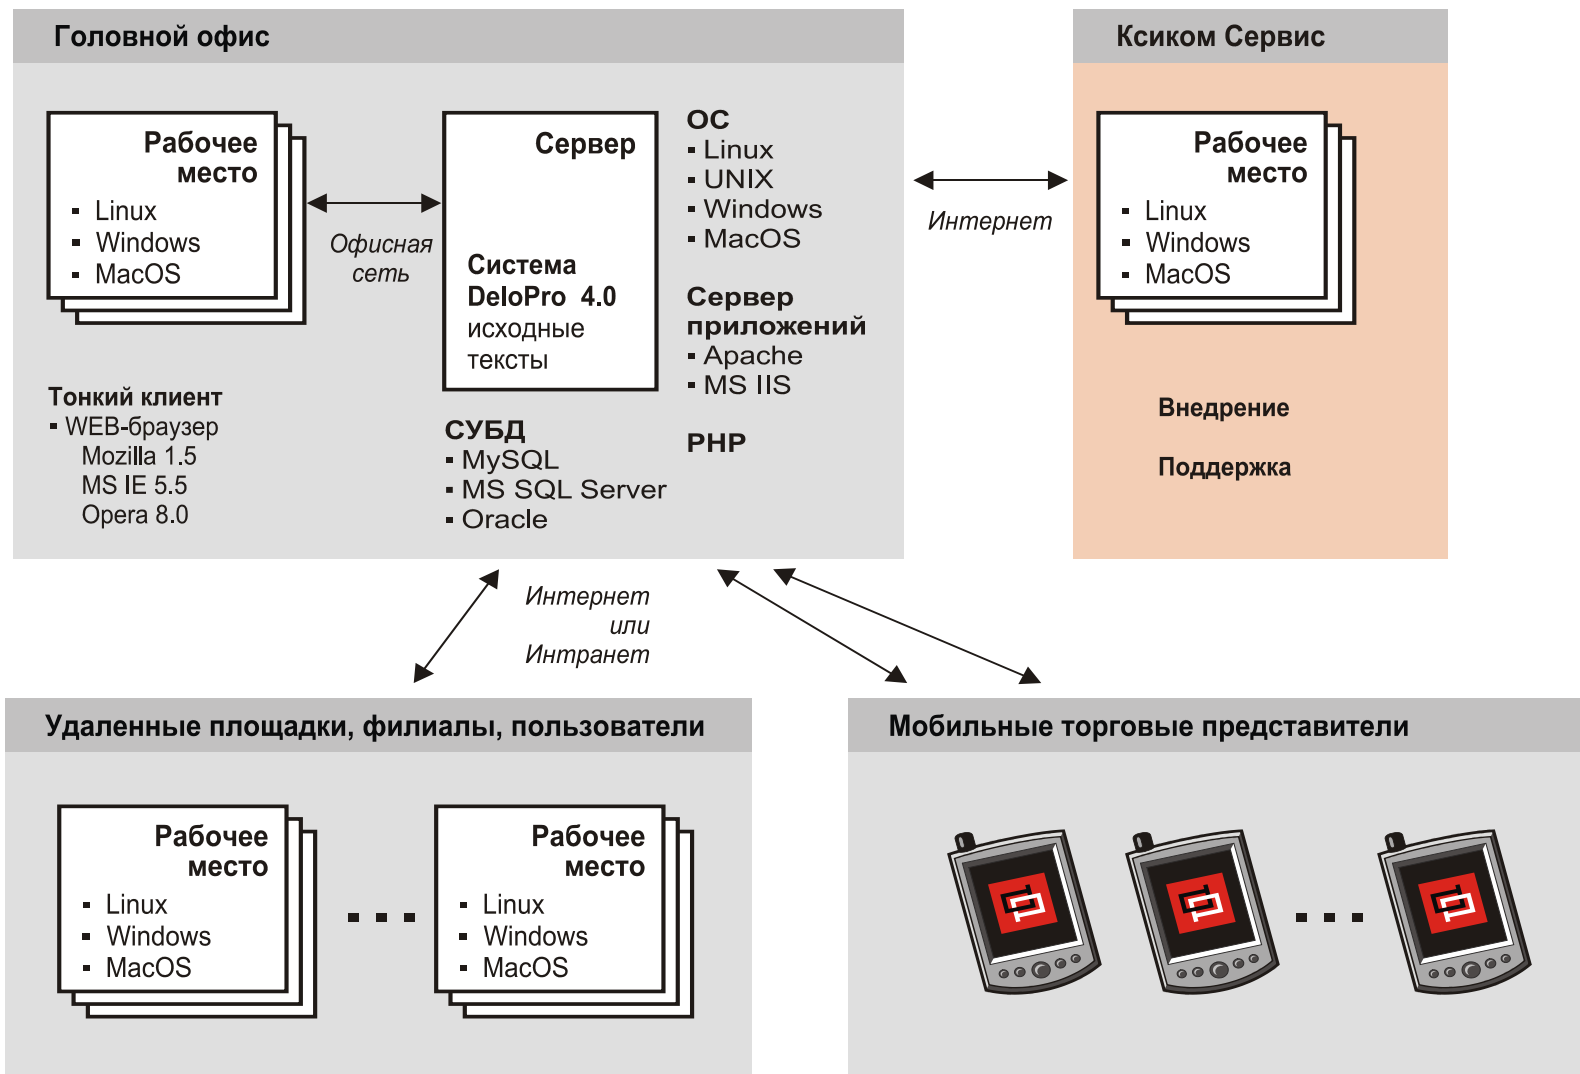 Головной офис
Рабочее
место
▪ Linux
▪ Windows
▪ MacOS
Офисная
сеть
Тонкий клиент
▪ WEB-браузер
Mozilla 1.5
MS IE 5.5
Opera 8.0
Сервер
Система
DeloPro 4.0
исходные
тексты
СУБД
▪ MySQL
▪ MS SQL Server
▪ Oracle
ОС
▪ Linux
▪ UNIX
▪ Windows
▪ MacOS
Сервер
приложений
▪ Apache
▪ MS IIS
PHP
Интернет
Ксиком Сервис
Рабочее
место
▪ Linux
▪ Windows
▪ MacOS
Внедрение
Поддержка
Интернет
или
Интранет
Удаленные площадки, филиалы, пользователи
Рабочее
место
▪ Linux
▪ Windows
▪ MacOS
Рабочее
место
▪ Linux
▪ Windows
▪ MacOS
Мобильные торговые представители